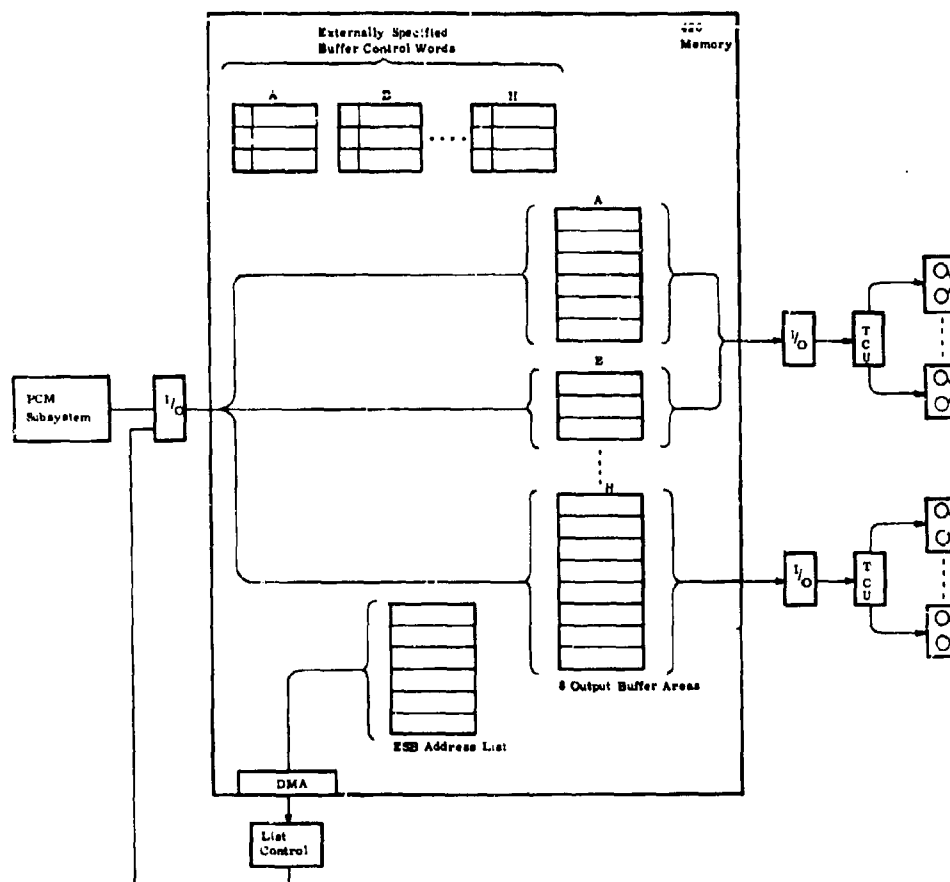 Externally Specified
Buffer Control Words
Memory
A
B
H
A
B
H
I/O
TCU
PCM
Subsystem
I/O
I/O
TCU
8 Output Buffer Areas
ESB Address List
DMA
List
Control